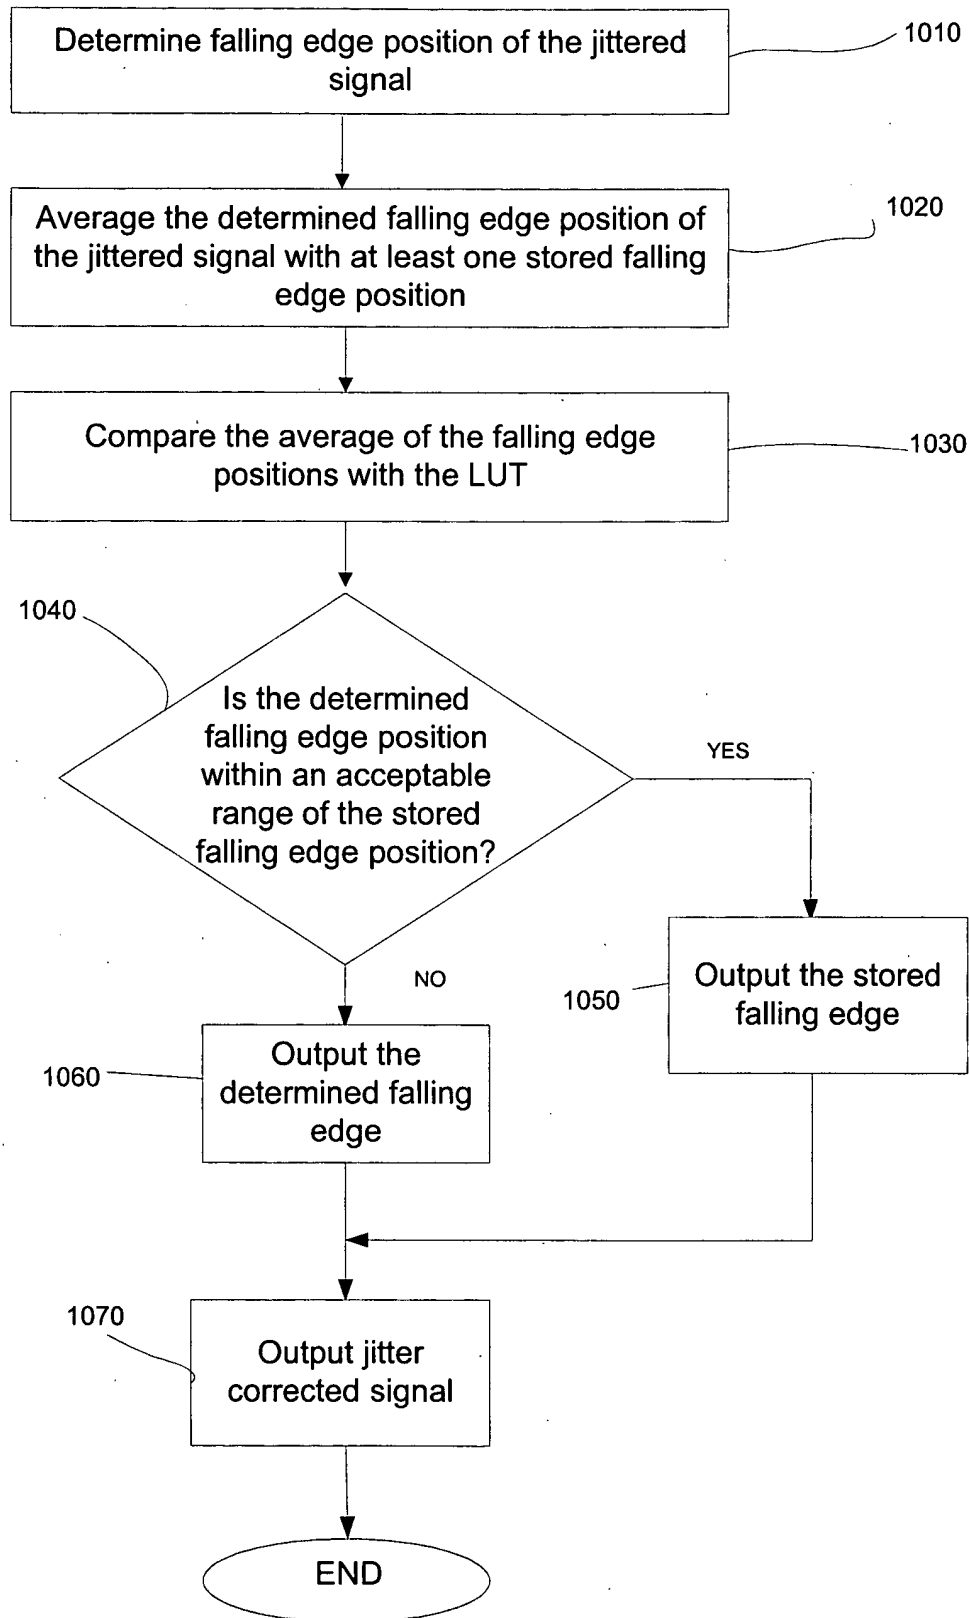 Determine falling edge position of the jittered
signal
1010
Average the determined falling edge position of
the jittered signal with at least one stored falling
edge position
1020
Compare the average of the falling edge
positions with the LUT
1030
1040
Is the determined
falling edge position
within an acceptable
range of the stored
falling edge position?
YES
NO
1050
Output the stored
falling edge
1060
Output the
determined falling
edge
1070
Output jitter
corrected signal
END